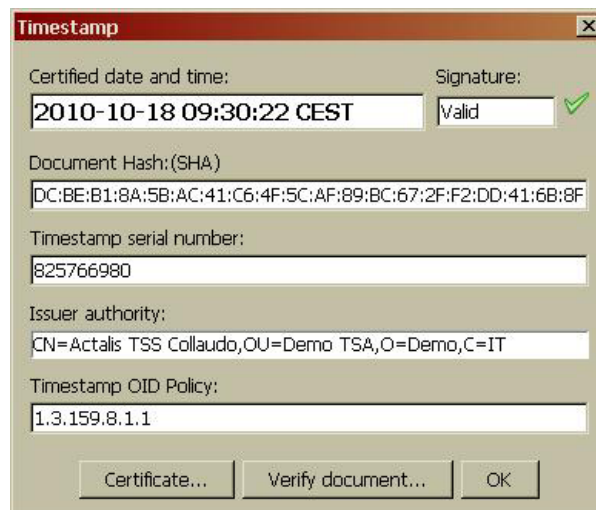 Timestamp
Certified date and time:
Signature:
2010-10-18 09:30:22 CEST
Valid
Document Hash:(SHA)
DC:BE:B1:8A:5B:AC:41:C6:4F:5C:AF:89:BC:67:2F:F2:DD:41:6B:8F
Timestamp serial number:
825766980
Issuer authority:
CN=Actalis TSS Collaudo,OU=Demo TSA,O=Demo,C=IT
Timestamp OID Policy:
1.3.159.8.1.1
Certificate...
Verify document...
OK